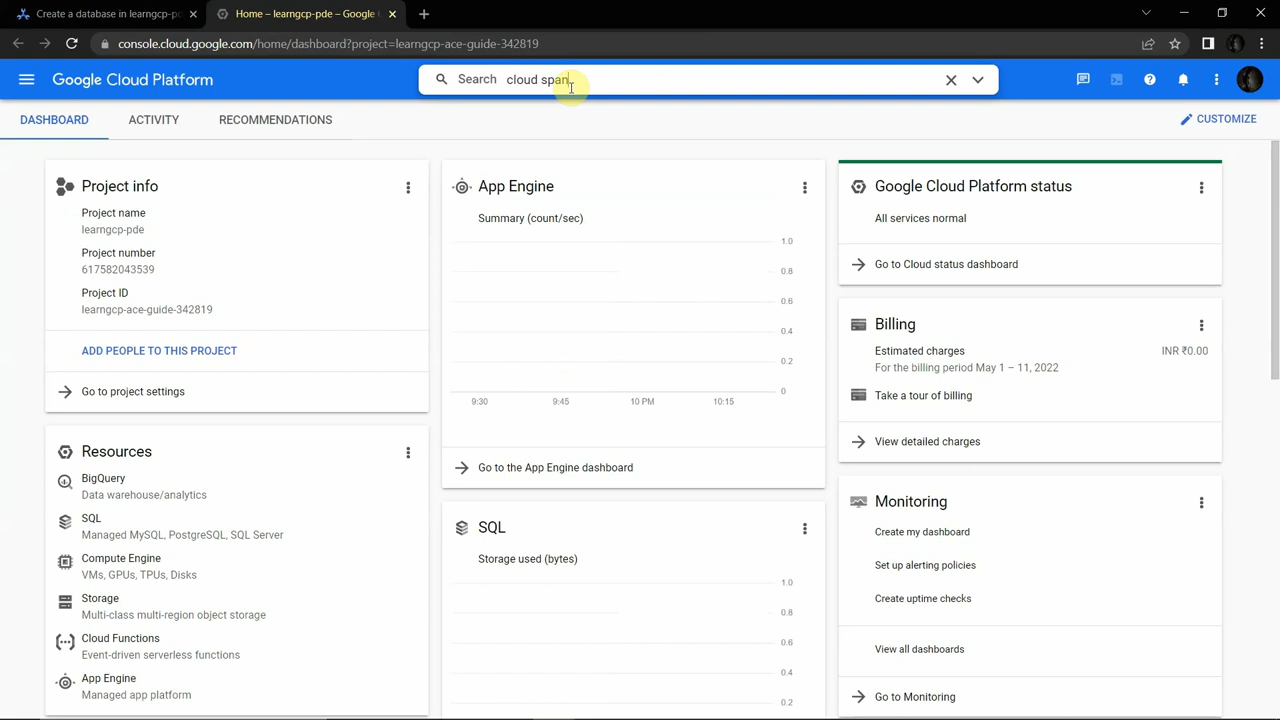 Create a database in learngcp-pd
Home – learngcp-pde – Google
console.cloud.google.com/home/dashboard?project=learngcp-ace-guide-342819
Google Cloud Platform
Search cloud span
DASHBOARD
ACTIVITY
RECOMMENDATIONS
CUSTOMIZE
Project info
Project name
learngcp-pde
Project number
617582043539
Project ID
learngcp-ace-guide-342819
ADD PEOPLE TO THIS PROJECT
Go to project settings
Resources
BigQuery
Data warehouse/analytics
SQL
Managed MySQL, PostgreSQL, SQL Server
Compute Engine
VMs, GPUs, TPUs, Disks
Storage
Multi-class multi-region object storage
Cloud Functions
Event-driven serverless functions
App Engine
Managed app platform
App Engine
Summary (count/sec)
1.0
0.8
0.6
0.4
0.2
0
9:30 9:45 10 PM 10:15
Go to the App Engine dashboard
SQL
Storage used (bytes)
1.0
0.8
0.6
0.4
0.2
Google Cloud Platform status
All services normal
Go to Cloud status dashboard
Billing
Estimated charges INR ₹0.00
For the billing period May 1 – 11, 2022
Take a tour of billing
View detailed charges
Monitoring
Create my dashboard
Set up alerting policies
Create uptime checks
View all dashboards
Go to Monitoring